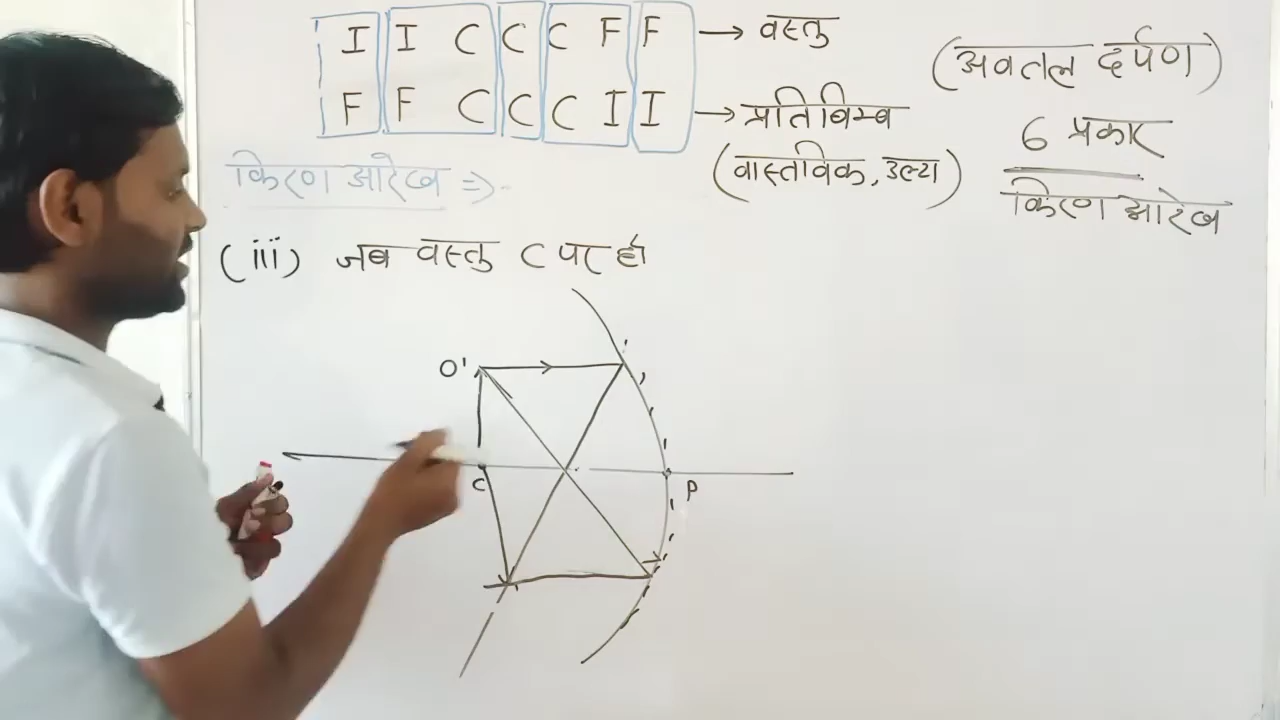 I I C C C F F → वस्तु
F F C C C I I → प्रतिबिम्ब
(वास्तविक, उल्टा)
(अवतल दर्पण)
6 प्रकार
किरण आरेख
किरण आरेख ⇒
(iii) जब वस्तु C पर हो
O'
C
P